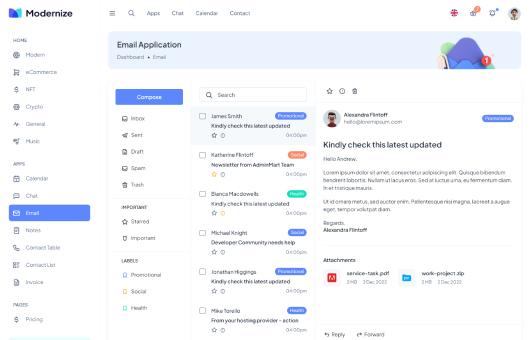 Modernize
Apps Chat Calendar Contact
2
HOME
Modern
eCommerce
NFT
Crypto
General
Music
APPS
Calendar
Chat
Email
Notes
Contact Table
Contact List
Invoice
PAGES
Pricing
Email Application
Dashboard • Email
1
Compose
Inbox
Sent
Draft
Spam
Trash
IMPORTANT
Starred
Important
LABELS
Promotional
Social
Health
Search
James Smith Promotional
Kindly check this latest updated
04:00pm
Katherine Flintoff Social
Newsletter from AdminMart Team
04:00pm
Bianca Macdowells Health
Kindly check this latest updated
04:00pm
Michael Knight Social
Developer Community needs help
04:00pm
Jonathan Higgings Promotional
Kindly check this latest updated
04:00pm
Mike Torello Health
From your hosting provider - action
04:00pm
Alexandra Flintoff Promotional
hello@loremipsum.com
Kindly check this latest updated
Hello Andrew,
Lorem ipsum dolor sit amet, consectetur adipiscing elit. Quisque bibendum
hendrerit lobortis. Nullam ut lacus eros. Sed at luctus urna, eu fermentum diam.
In et tristique mauris.
Ut id ornare metus, sed auctor enim. Pellentesque nisi magna, laoreet a augue
eget, tempor volutpat diam.
Regards,
Alexandra Flintoff
Attachments
service-task.pdf work-project.zip
2 MB 2 Dec 2022 2 MB 2 Dec 2022
Reply Forward